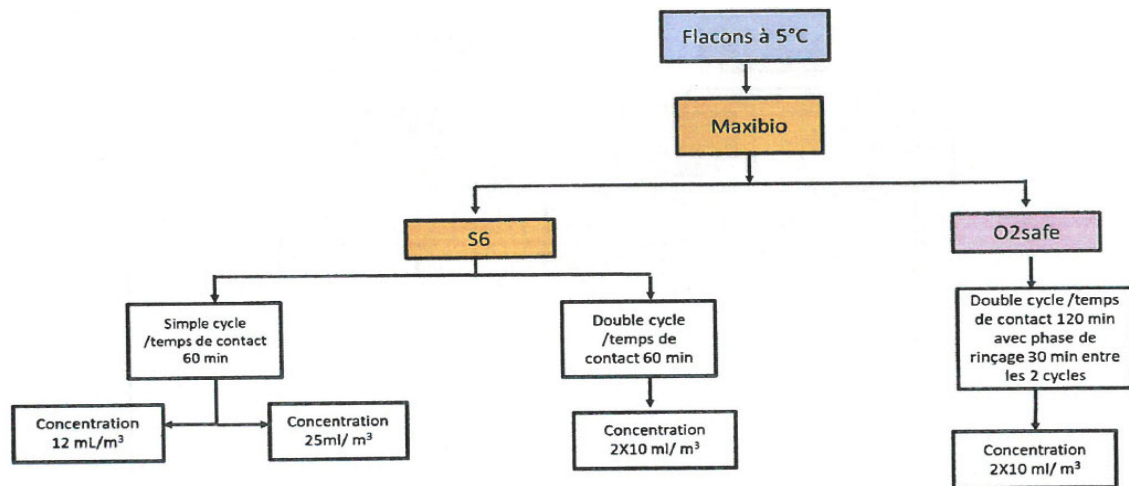 Flacons à 5°C
Maxibio
S6
O2safe
Simple cycle
/temps de contact
60 min
Double cycle
/temps de
contact 60 min
Double cycle /temps
de contact 120 min
avec phase de
rinçage 30 min entre
les 2 cycles
Concentration
12 mL/m³
Concentration
25ml/ m³
Concentration
2X10 ml/ m³
Concentration
2X10 ml/ m³